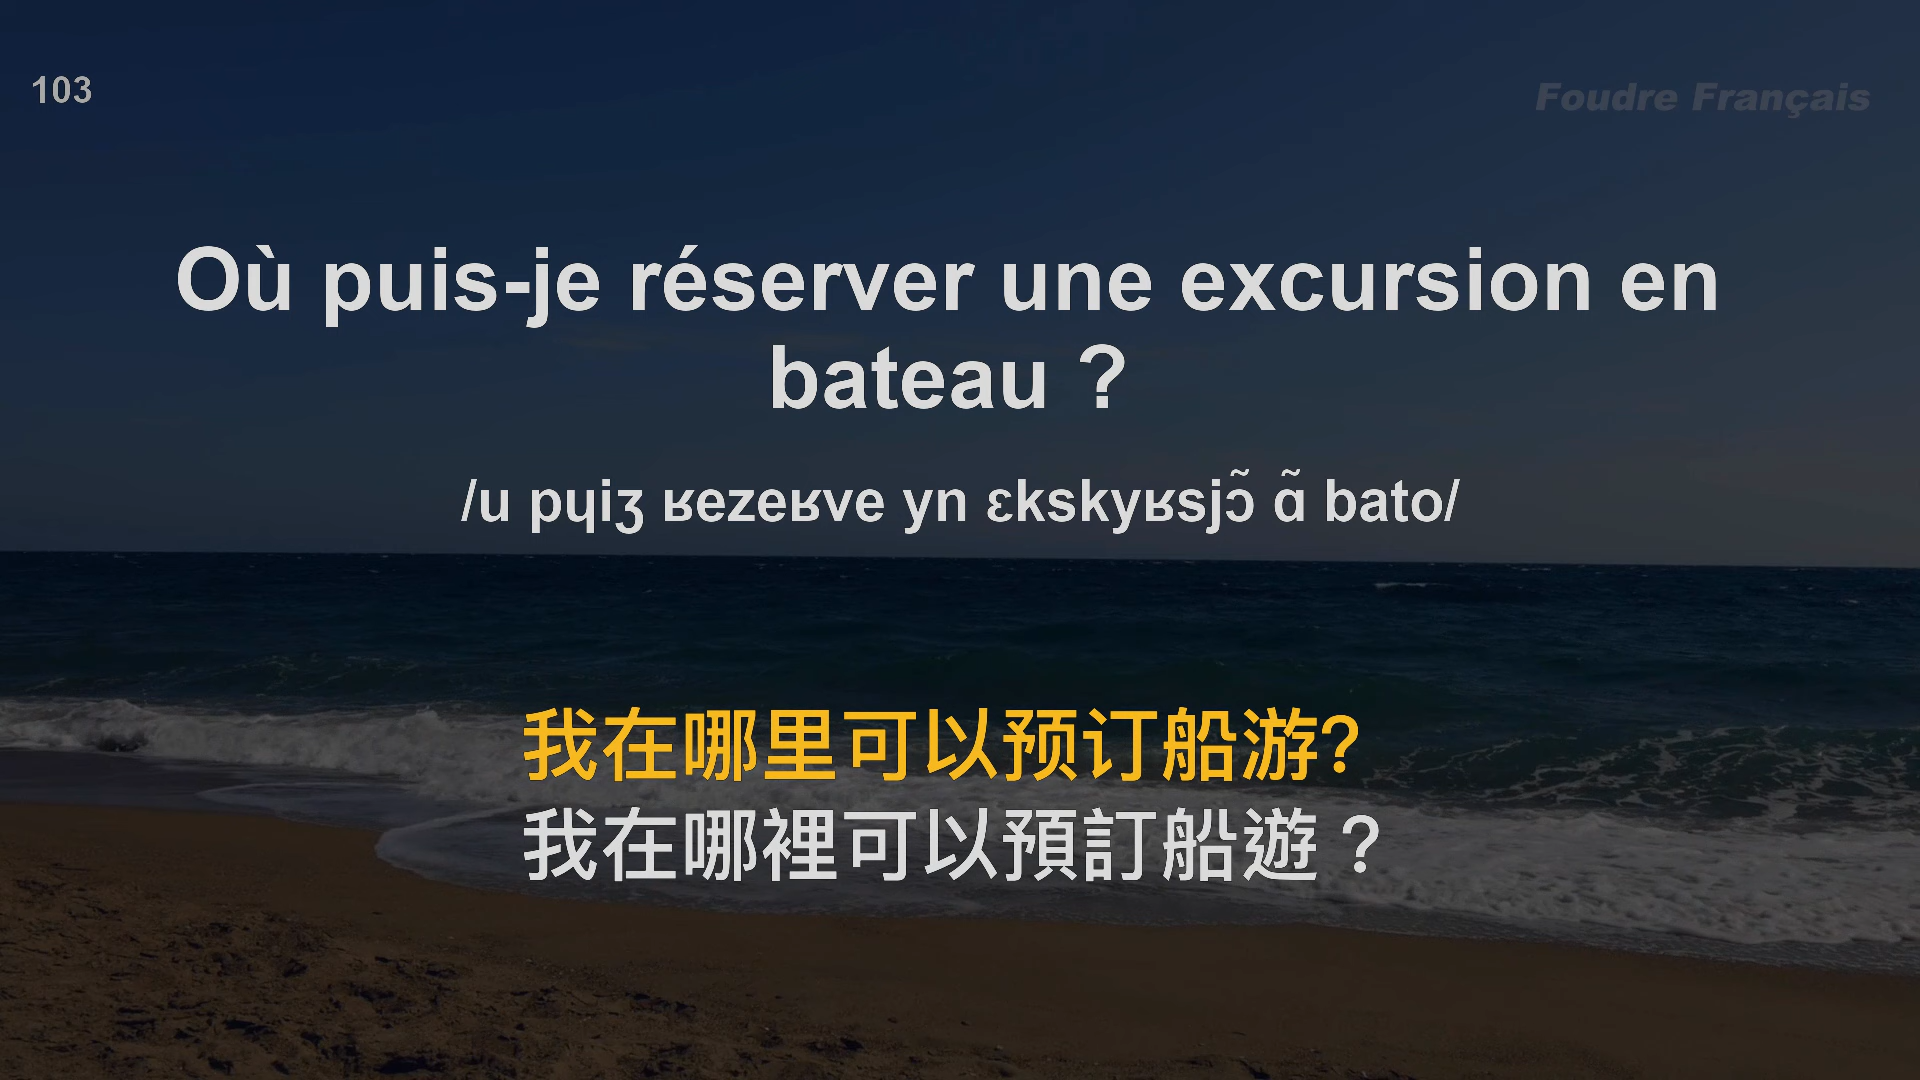 103
Foudre Français
Où puis-je réserver une excursion en
bateau ?
/u pɥiʒ ʁezeʁve yn ɛkskyʁsjɔ̃ ɑ̃ bato/
我在哪里可以预订船游?
我在哪裡可以預訂船遊？